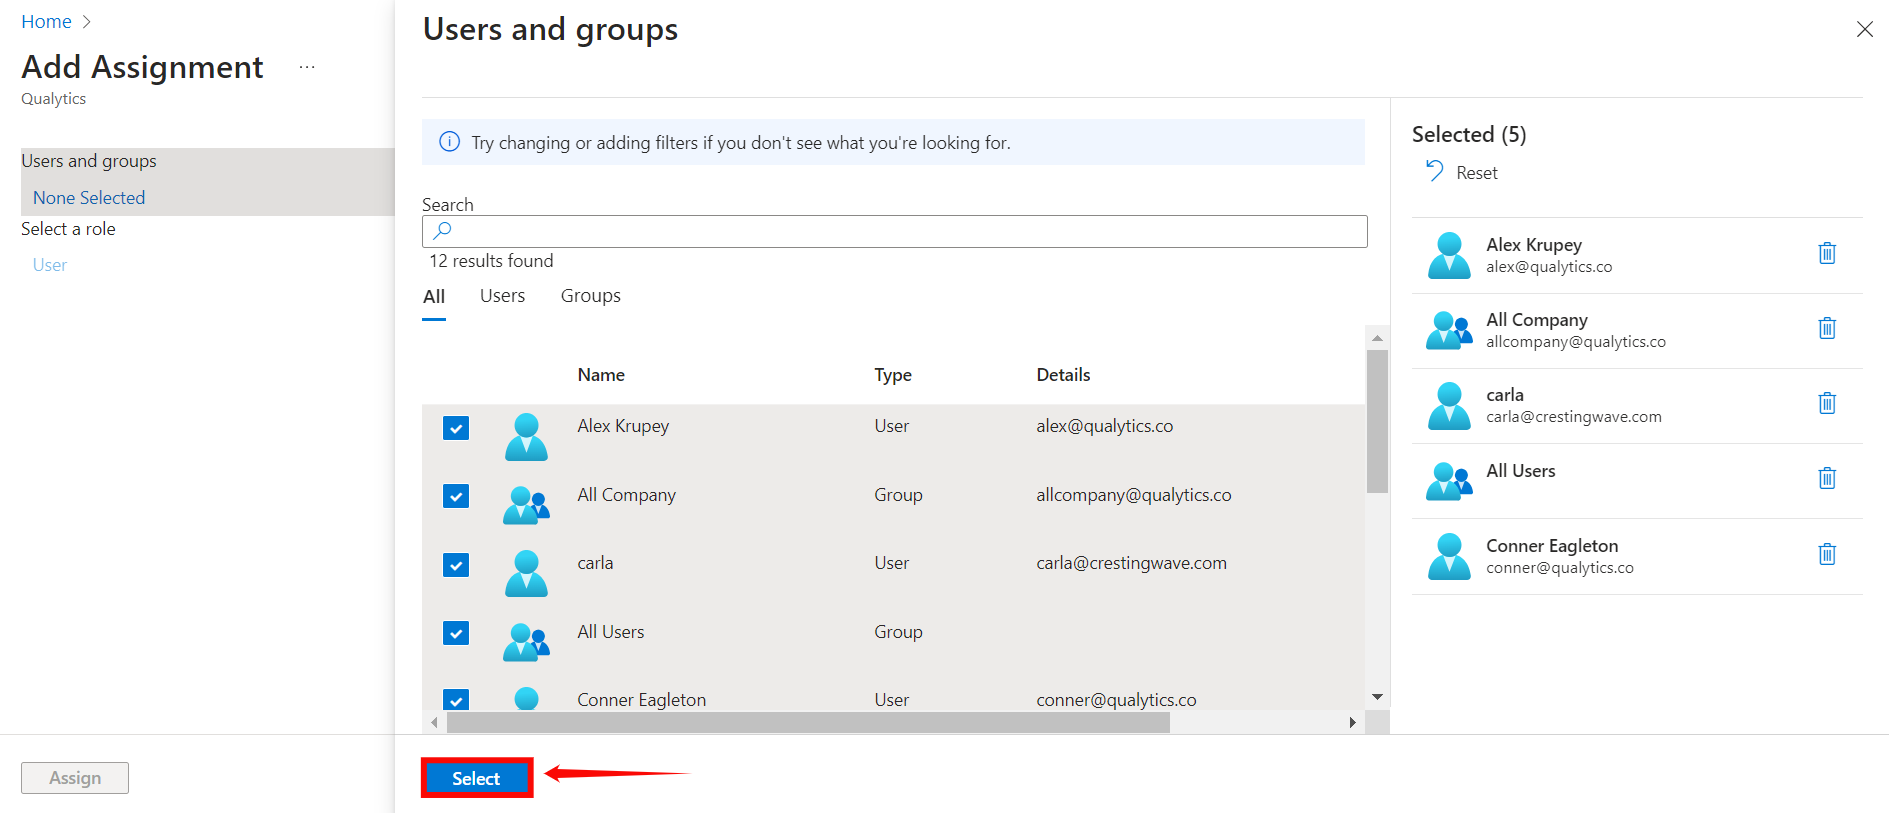 Home
Add Assignment ...
Qualytics
Users and groups
None Selected
Select a role
User
Assign
Users and groups
Try changing or adding filters if you don't see what you're looking for.
Search
12 results found
All Users Groups
Name Type Details
Alex Krupey User alex@qualytics.co
All Company Group allcompany@qualytics.co
carla User carla@crestingwave.com
All Users Group
Conner Eagleton User conner@qualytics.co
Select
Selected (5)
Reset
Alex Krupey
alex@qualytics.co
All Company
allcompany@qualytics.co
carla
carla@crestingwave.com
All Users
Conner Eagleton
conner@qualytics.co